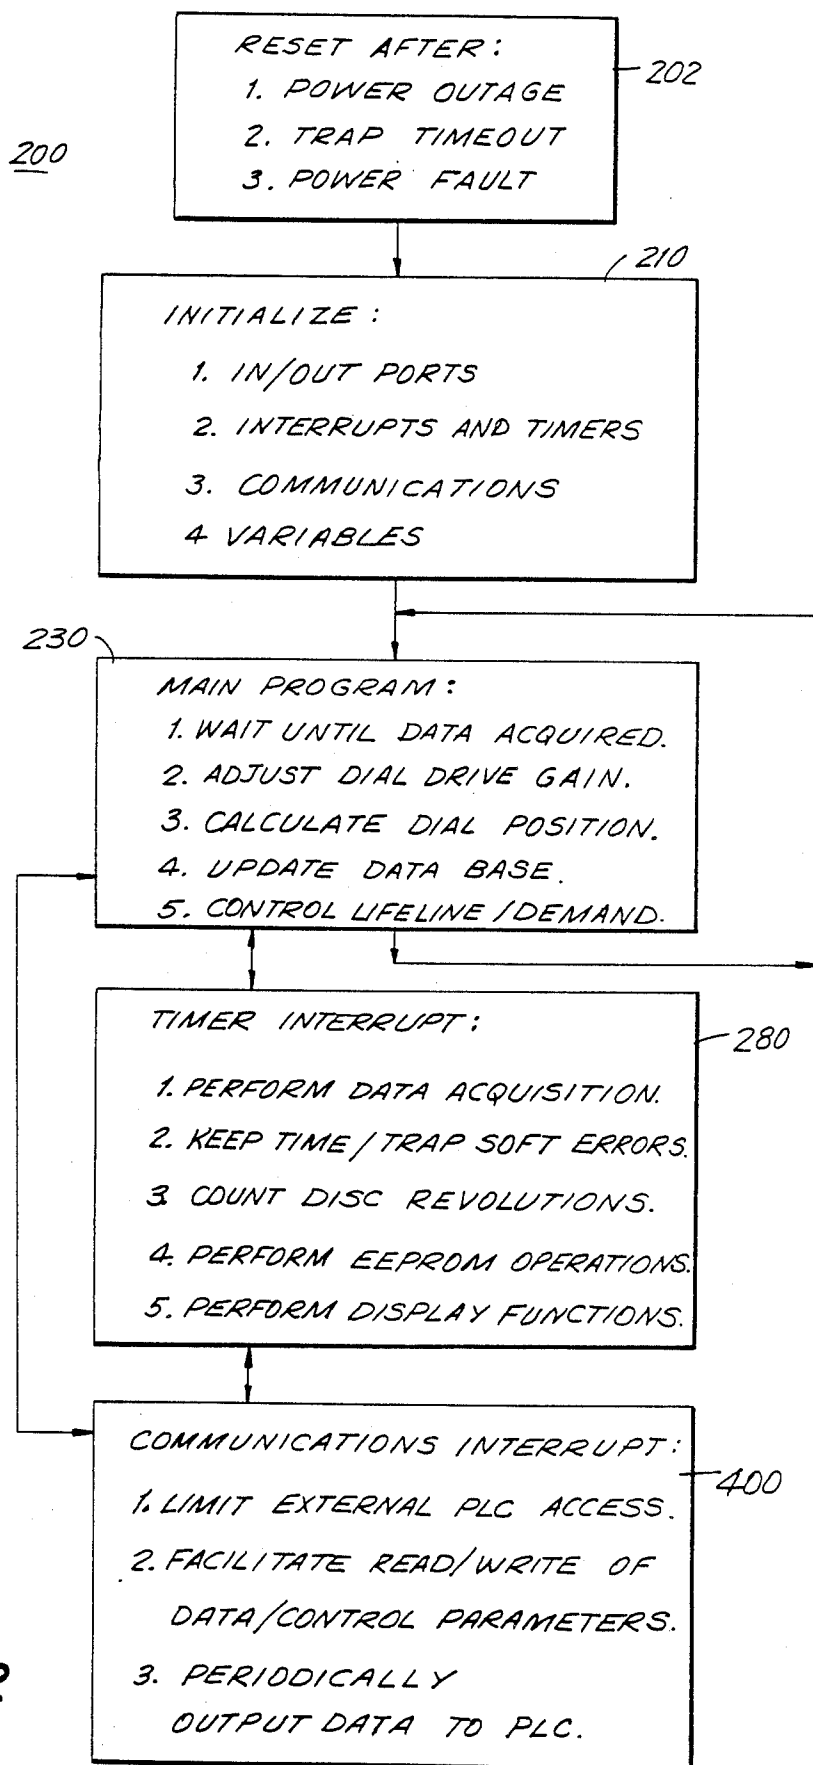 RESET AFTER:
1. POWER OUTAGE
2. TRAP TIMEOUT
3. POWER FAULT
202
200
210
INITIALIZE:
1. IN/OUT PORTS
2. INTERRUPTS AND TIMERS
3. COMMUNICATIONS
4 VARIABLES
230
MAIN PROGRAM:
1. WAIT UNTIL DATA ACQUIRED.
2. ADJUST DIAL DRIVE GAIN.
3. CALCULATE DIAL POSITION.
4. UPDATE DATA BASE.
5. CONTROL LIFELINE/DEMAND.
TIMER INTERRUPT:
280
1. PERFORM DATA ACQUISITION.
2. KEEP TIME/TRAP SOFT ERRORS.
3 COUNT DISC REVOLUTIONS.
4. PERFORM EEPROM OPERATIONS.
5. PERFORM DISPLAY FUNCTIONS.
COMMUNICATIONS INTERRUPT:
400
1. LIMIT EXTERNAL PLC ACCESS.
2. FACILITATE READ/WRITE OF
DATA/CONTROL PARAMETERS.
3. PERIODICALLY
OUTPUT DATA TO PLC.